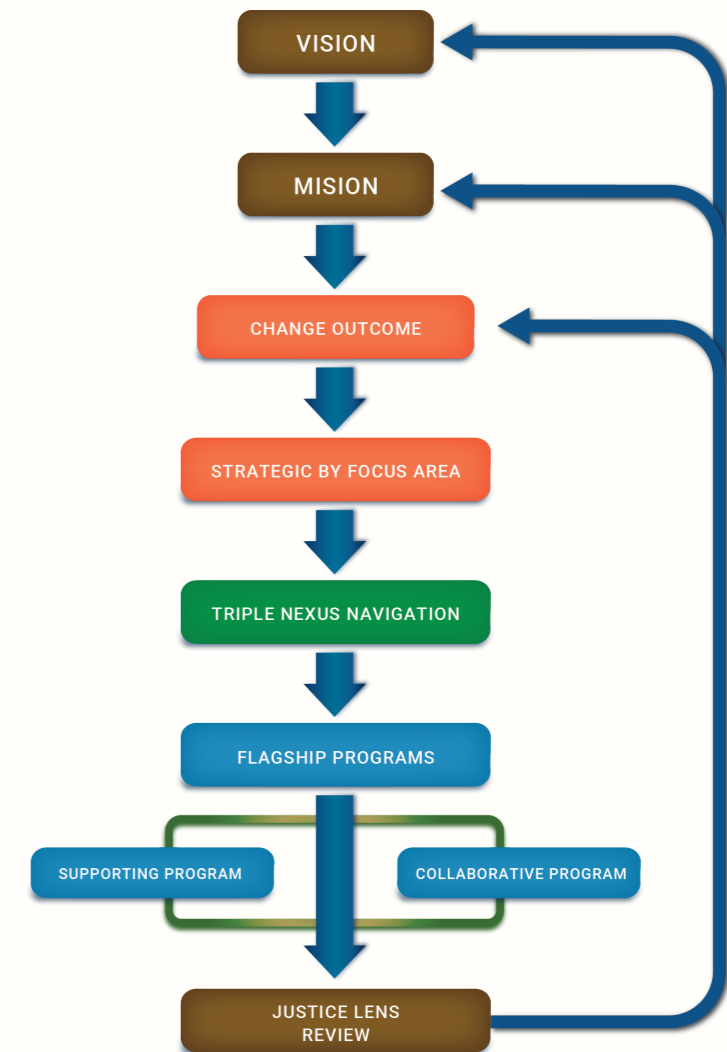 VISION
MISION
CHANGE OUTCOME
STRATEGIC BY FOCUS AREA
TRIPLE NEXUS NAVIGATION
FLAGSHIP PROGRAMS
SUPPORTING PROGRAM
COLLABORATIVE PROGRAM
JUSTICE LENS
REVIEW